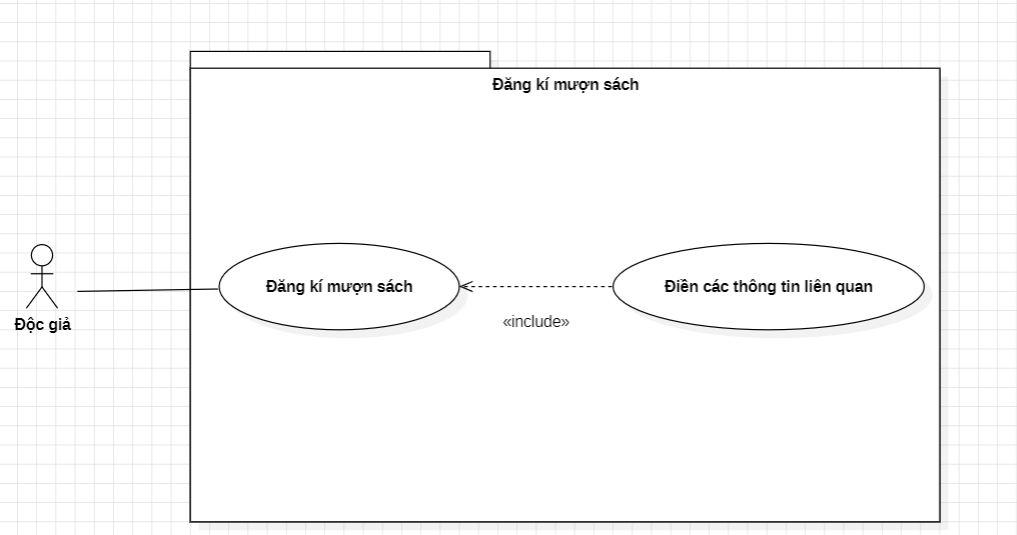 Đăng kí mượn sách
Đăng kí mượn sách
Điền các thông tin liên quan
«include»
Độc giả